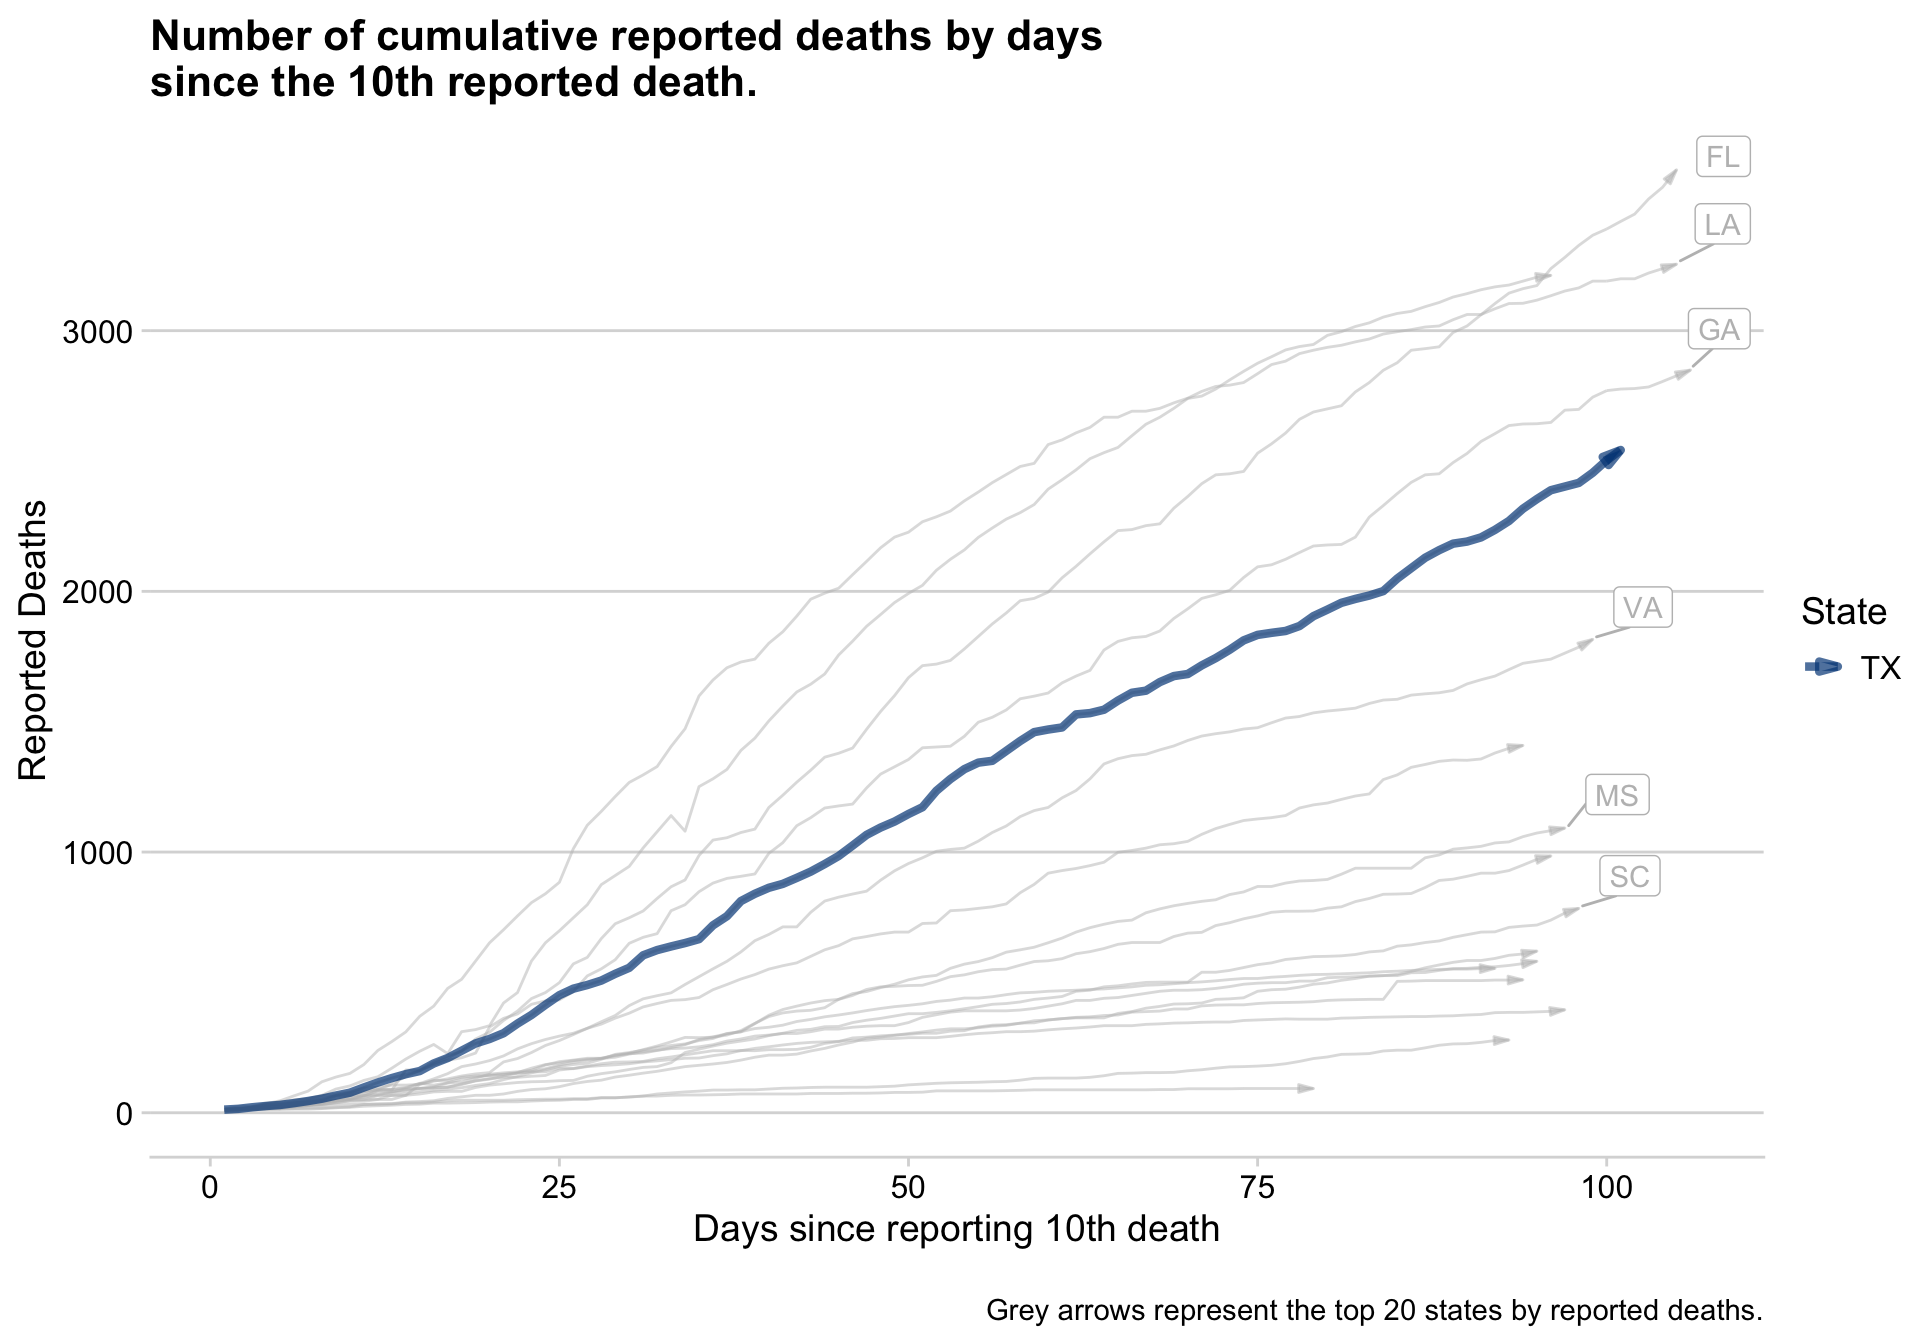 Number of cumulative reported deaths by days
since the 10th reported death.
FL
LA
GA
VA
MS
SC
3000
2000
1000
0
Reported Deaths
0 25 50 75 100
Days since reporting 10th death
State
TX
Grey arrows represent the top 20 states by reported deaths.